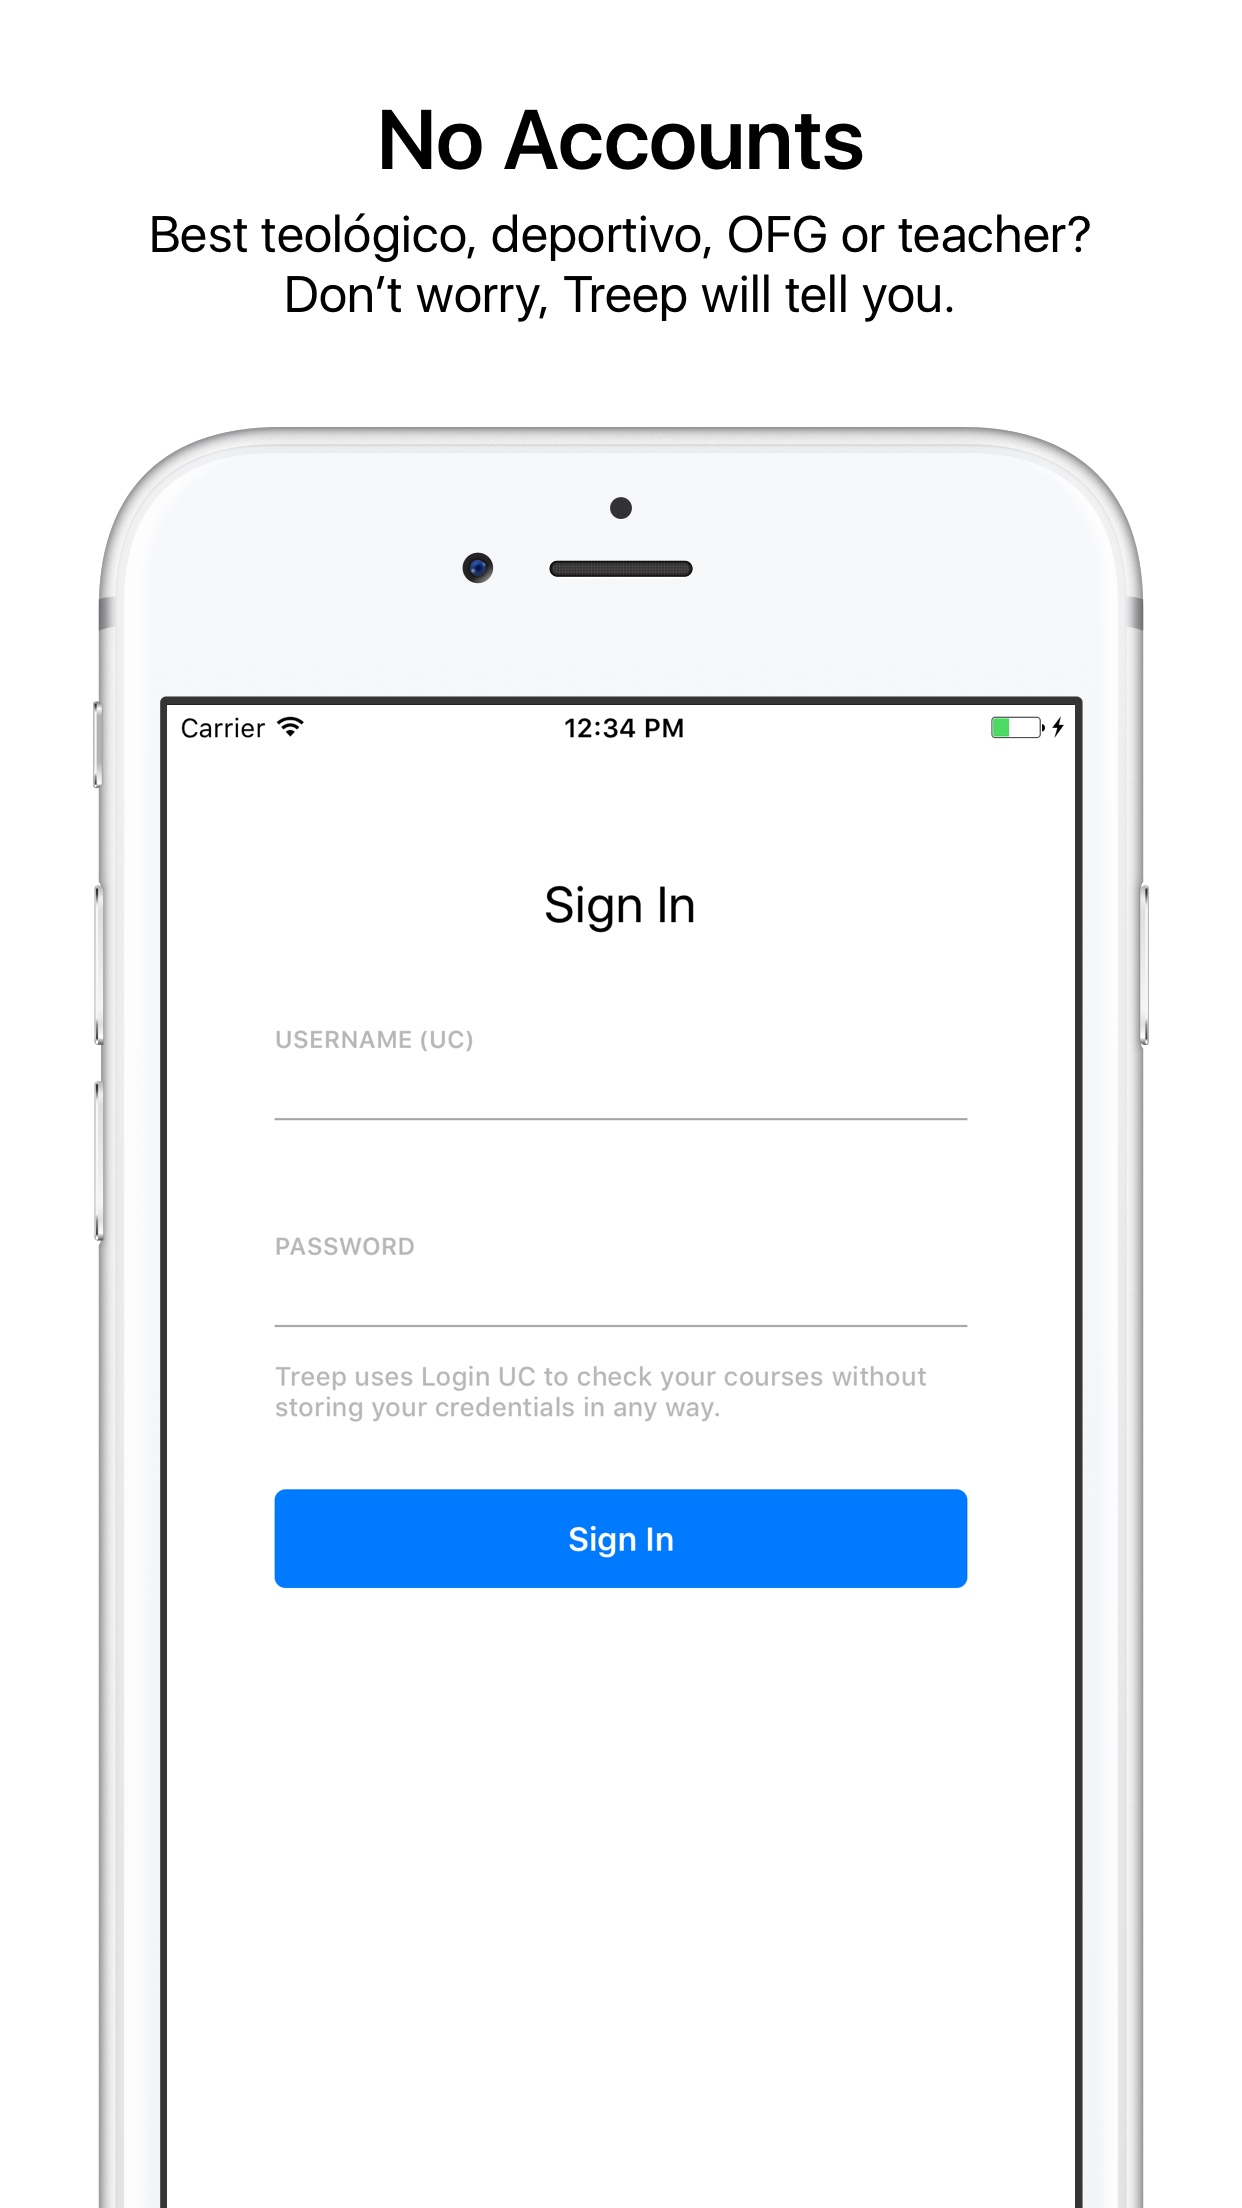 No Accounts
Best teológico, deportivo, OFG or teacher?
Don’t worry, Treep will tell you.
Carrier 12:34 PM
Sign In
USERNAME (UC)
PASSWORD
Treep uses Login UC to check your courses without
storing your credentials in any way.
Sign In